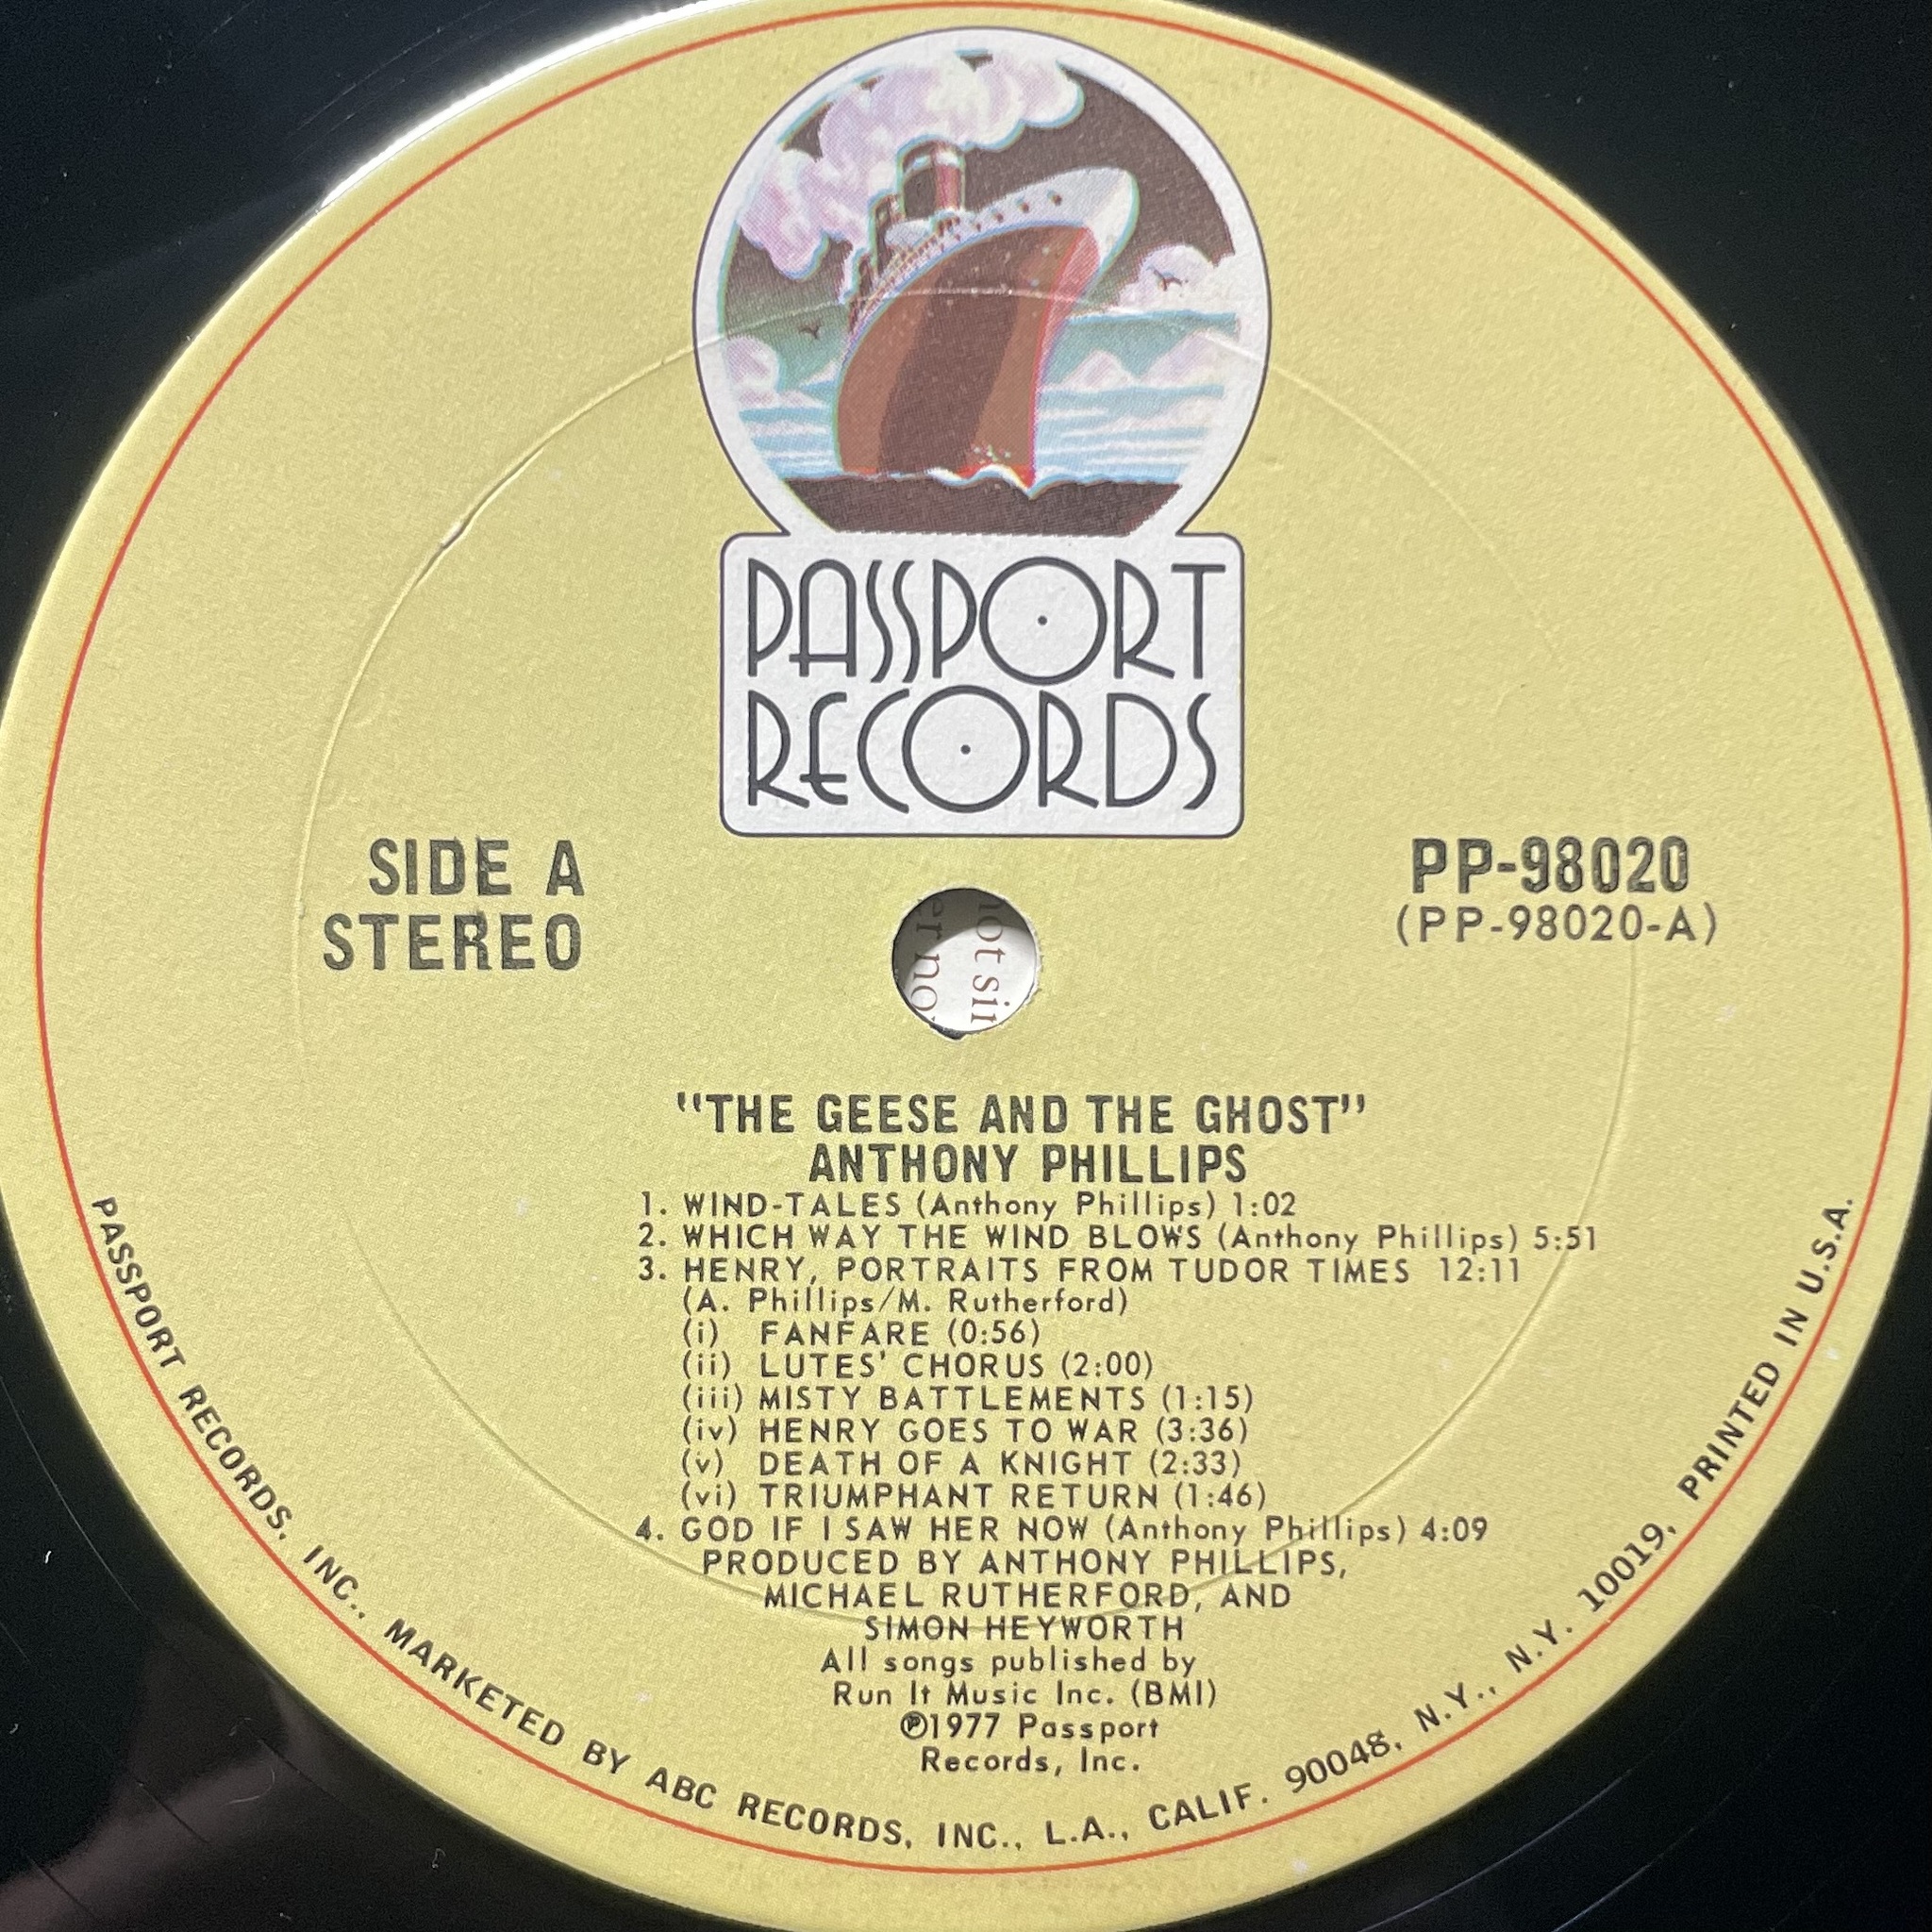 PASSPORT
RECORDS
SIDE A
STEREO
PP-98020
(PP-98020-A)
not sin
er no
"THE GEESE AND THE GHOST"
ANTHONY PHILLIPS
1. WIND-TALES (Anthony Phillips) 1:02
2. WHICH WAY THE WIND BLOWS (Anthony Phillips) 5:51
3. HENRY, PORTRAITS FROM TUDOR TIMES 12:11
(A. Phillips/M. Rutherford)
(i) FANFARE (0:56)
(ii) LUTES' CHORUS (2:00)
(iii) MISTY BATTLEMENTS (1:15)
(iv) HENRY GOES TO WAR (3:36)
(v) DEATH OF A KNIGHT (2:33)
(vi) TRIUMPHANT RETURN (1:46)
4. GOD IF I SAW HER NOW (Anthony Phillips) 4:09
PRODUCED BY ANTHONY PHILLIPS,
MICHAEL RUTHERFORD, AND
SIMON HEYWORTH
All songs published by
Run It Music Inc. (BMI)
℗1977 Passport
Records, Inc.
PASSPORT RECORDS, INC., MARKETED BY ABC RECORDS, INC., L.A., CALIF. 90048, N.Y., N.Y. 10019, PRINTED IN U.S.A.